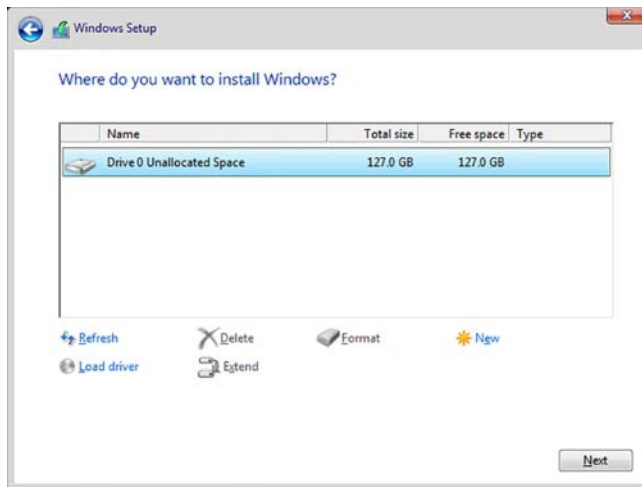 Windows Setup
Where do you want to install Windows?
Name Total size Free space Type
Drive 0 Unallocated Space 127.0 GB 127.0 GB
Refresh Delete Format New
Load driver Extend
Next